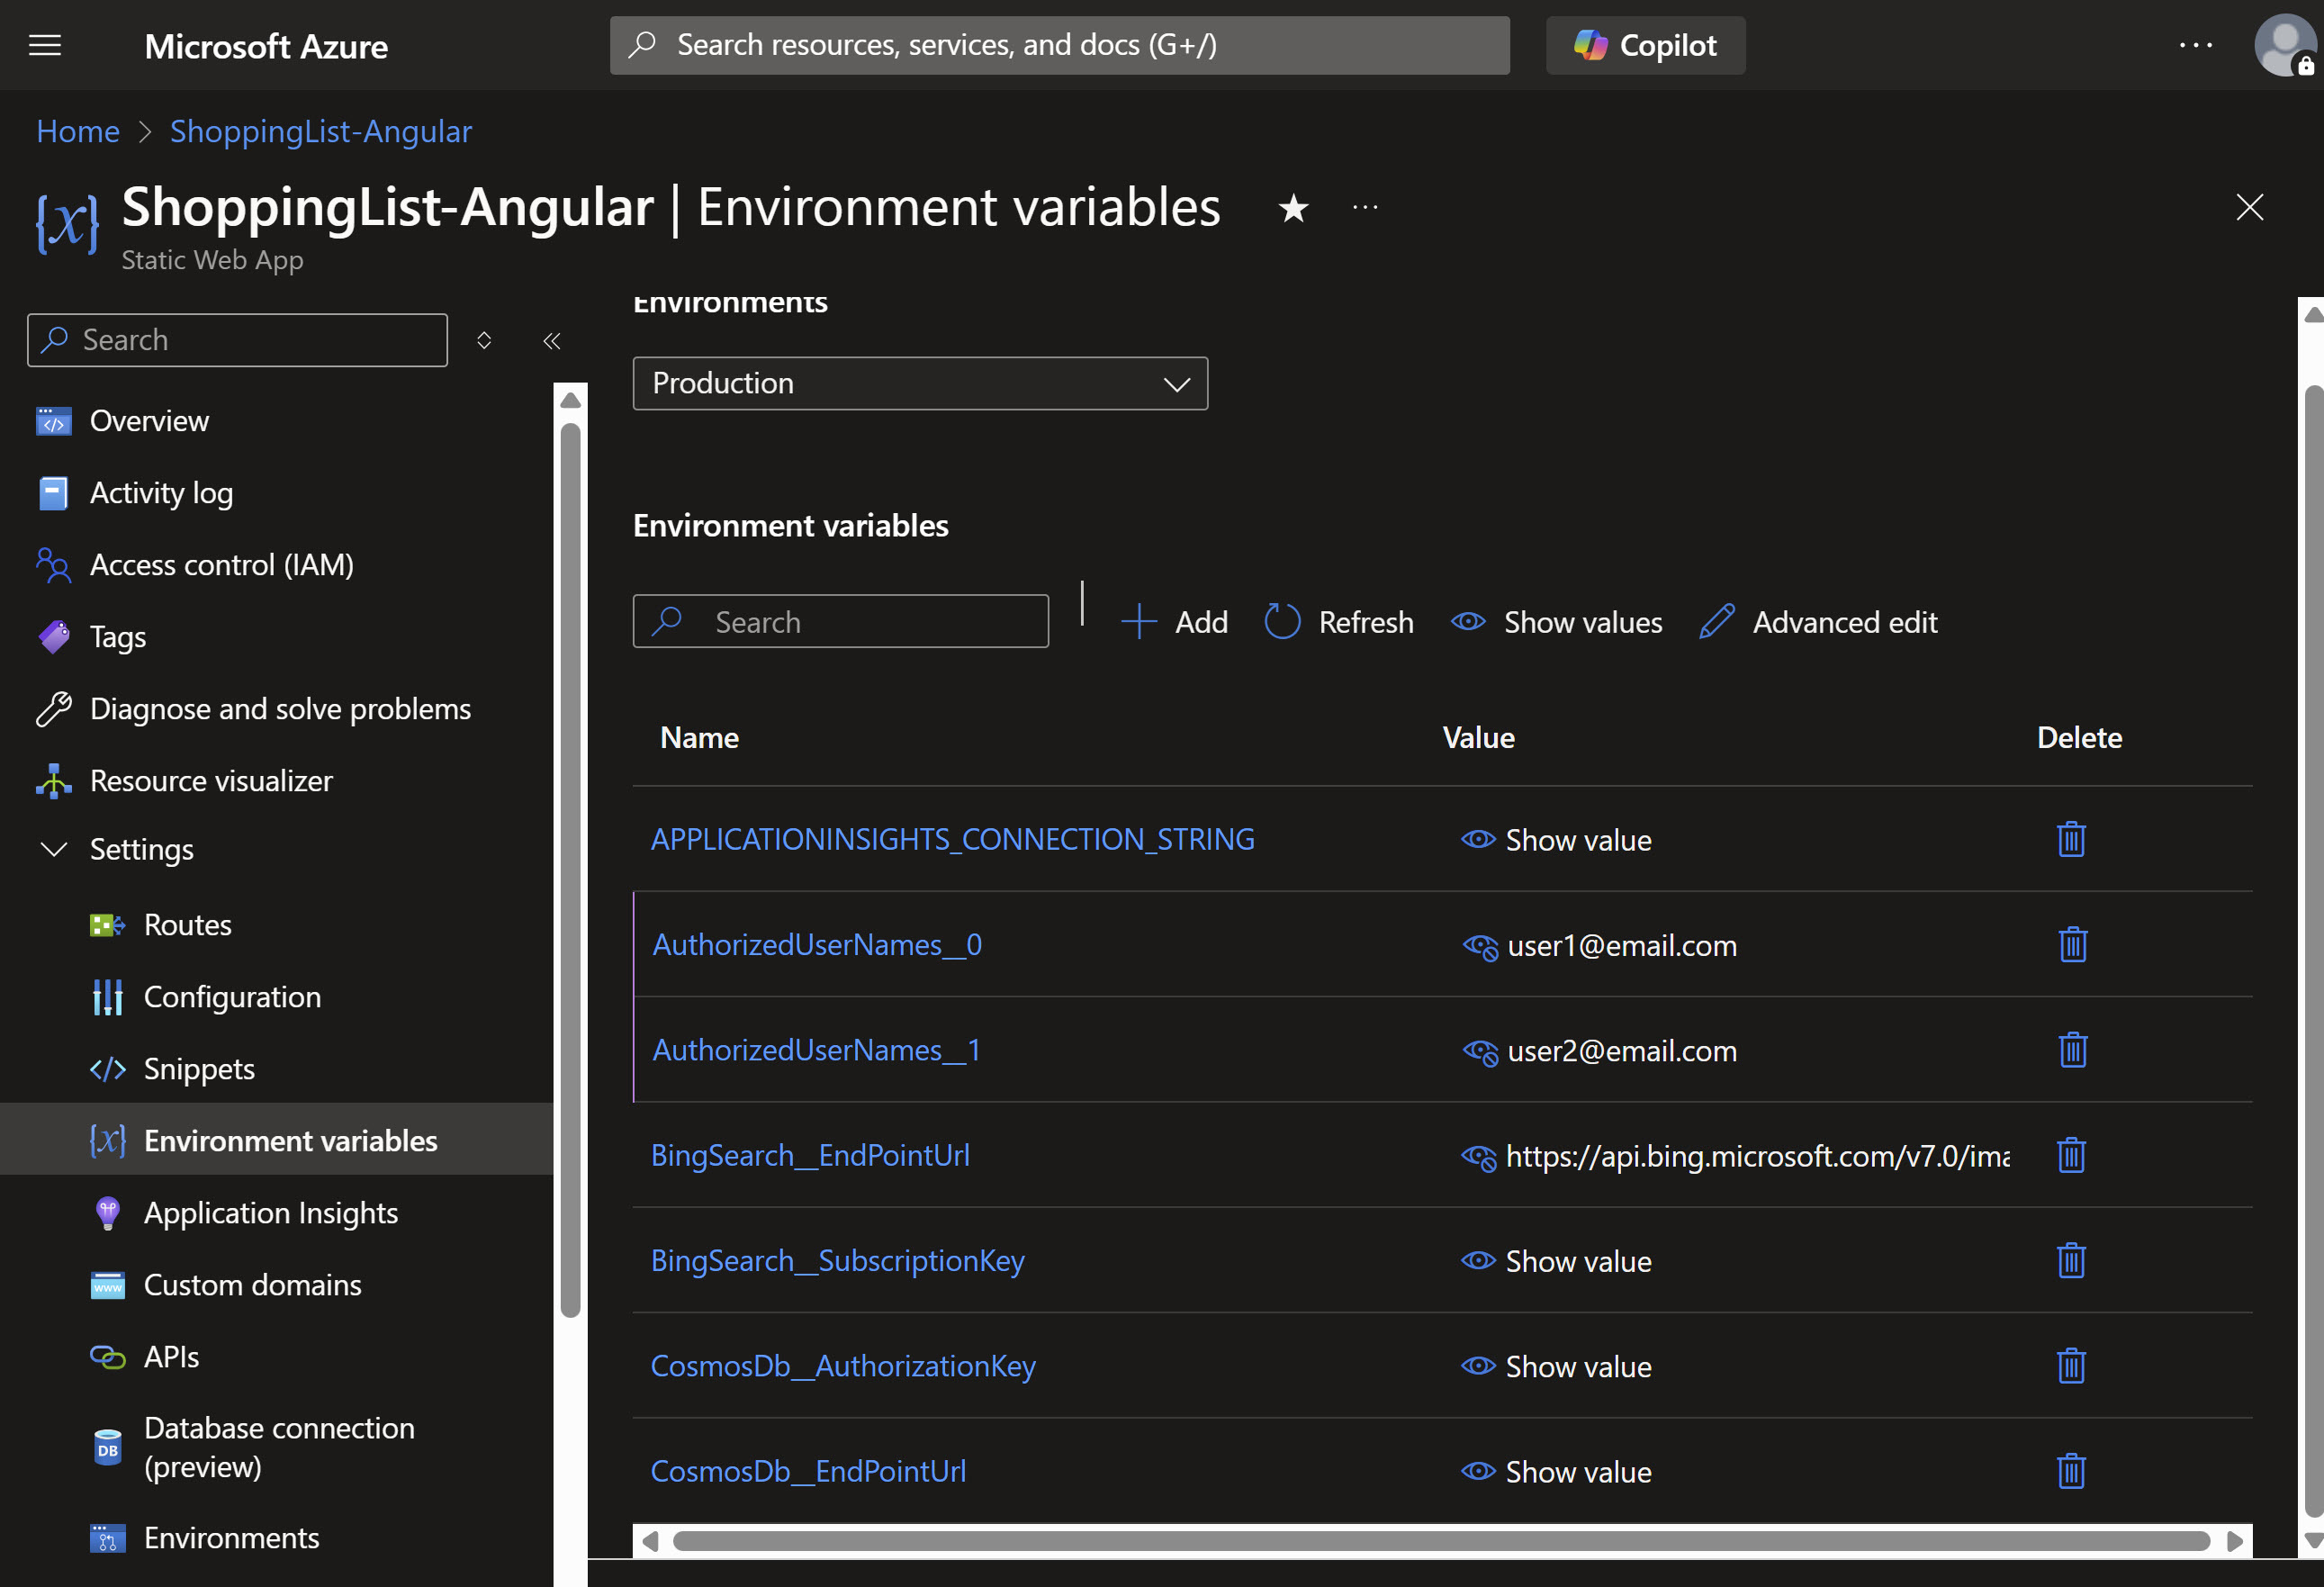 Microsoft Azure
Search resources, services, and docs (G+/)
Copilot
Home > ShoppingList-Angular
{x} ShoppingList-Angular | Environment variables
Static Web App
Search
Overview
Activity log
Access control (IAM)
Tags
Diagnose and solve problems
Resource visualizer
Settings
Routes
Configuration
Snippets
{x} Environment variables
Application Insights
www Custom domains
APIs
DB Database connection
(preview)
Environments
Environments
Production
Environment variables
Search | Add Refresh Show values Advanced edit
Name Value Delete
APPLICATIONINSIGHTS_CONNECTION_STRING Show value
AuthorizedUserNames__0 user1@email.com
AuthorizedUserNames__1 user2@email.com
BingSearch__EndPointUrl https://api.bing.microsoft.com/v7.0/ima
BingSearch__SubscriptionKey Show value
CosmosDb__AuthorizationKey Show value
CosmosDb__EndPointUrl Show value